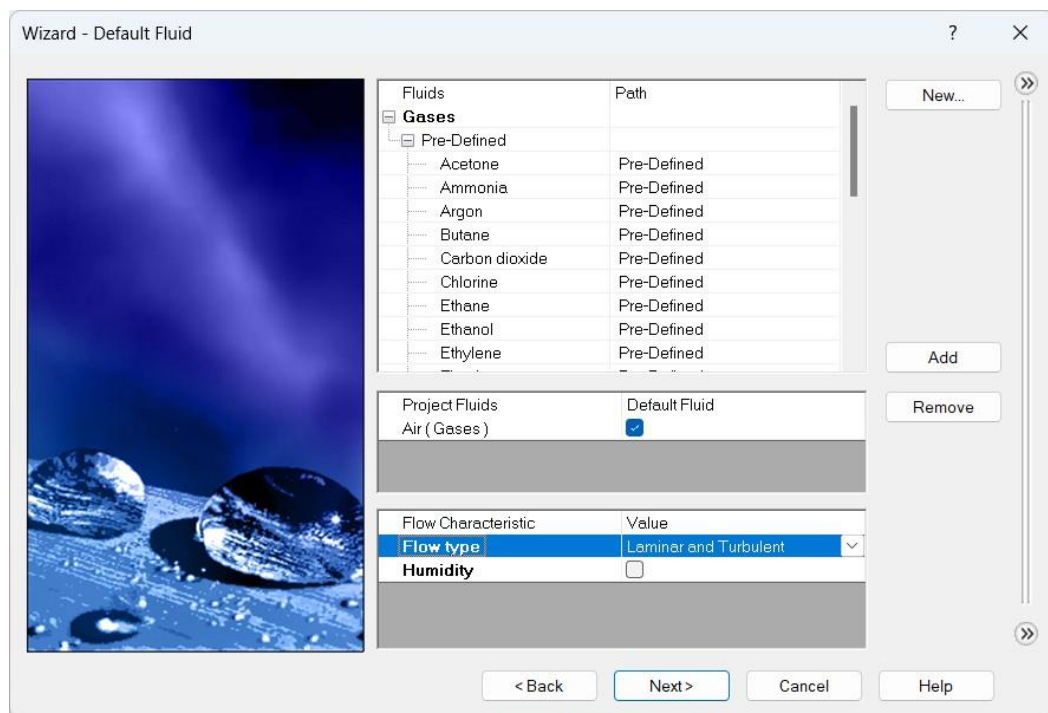 Wizard - Default Fluid ? ✕
Fluids Path
Gases
Pre-Defined
Acetone Pre-Defined
Ammonia Pre-Defined
Argon Pre-Defined
Butane Pre-Defined
Carbon dioxide Pre-Defined
Chlorine Pre-Defined
Ethane Pre-Defined
Ethanol Pre-Defined
Ethylene Pre-Defined
New...
Add
Remove
Project Fluids Default Fluid
Air ( Gases )
Flow Characteristic Value
Flow type Laminar and Turbulent
Humidity
< Back Next > Cancel Help